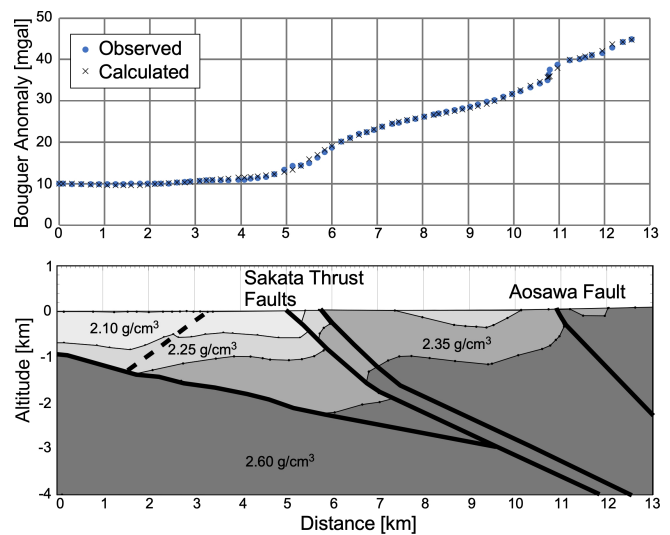 Bouguer Anomaly [mgal]
50
40
30
20
10
0
Observed
× Calculated
0 1 2 3 4 5 6 7 8 9 10 11 12 13
Altitude [km]
1
0
-1
-2
-3
-4
Sakata Thrust
Faults
Aosawa Fault
2.10 g/cm³
2.25 g/cm³
2.35 g/cm³
2.60 g/cm³
0 1 2 3 4 5 6 7 8 9 10 11 12 13
Distance [km]